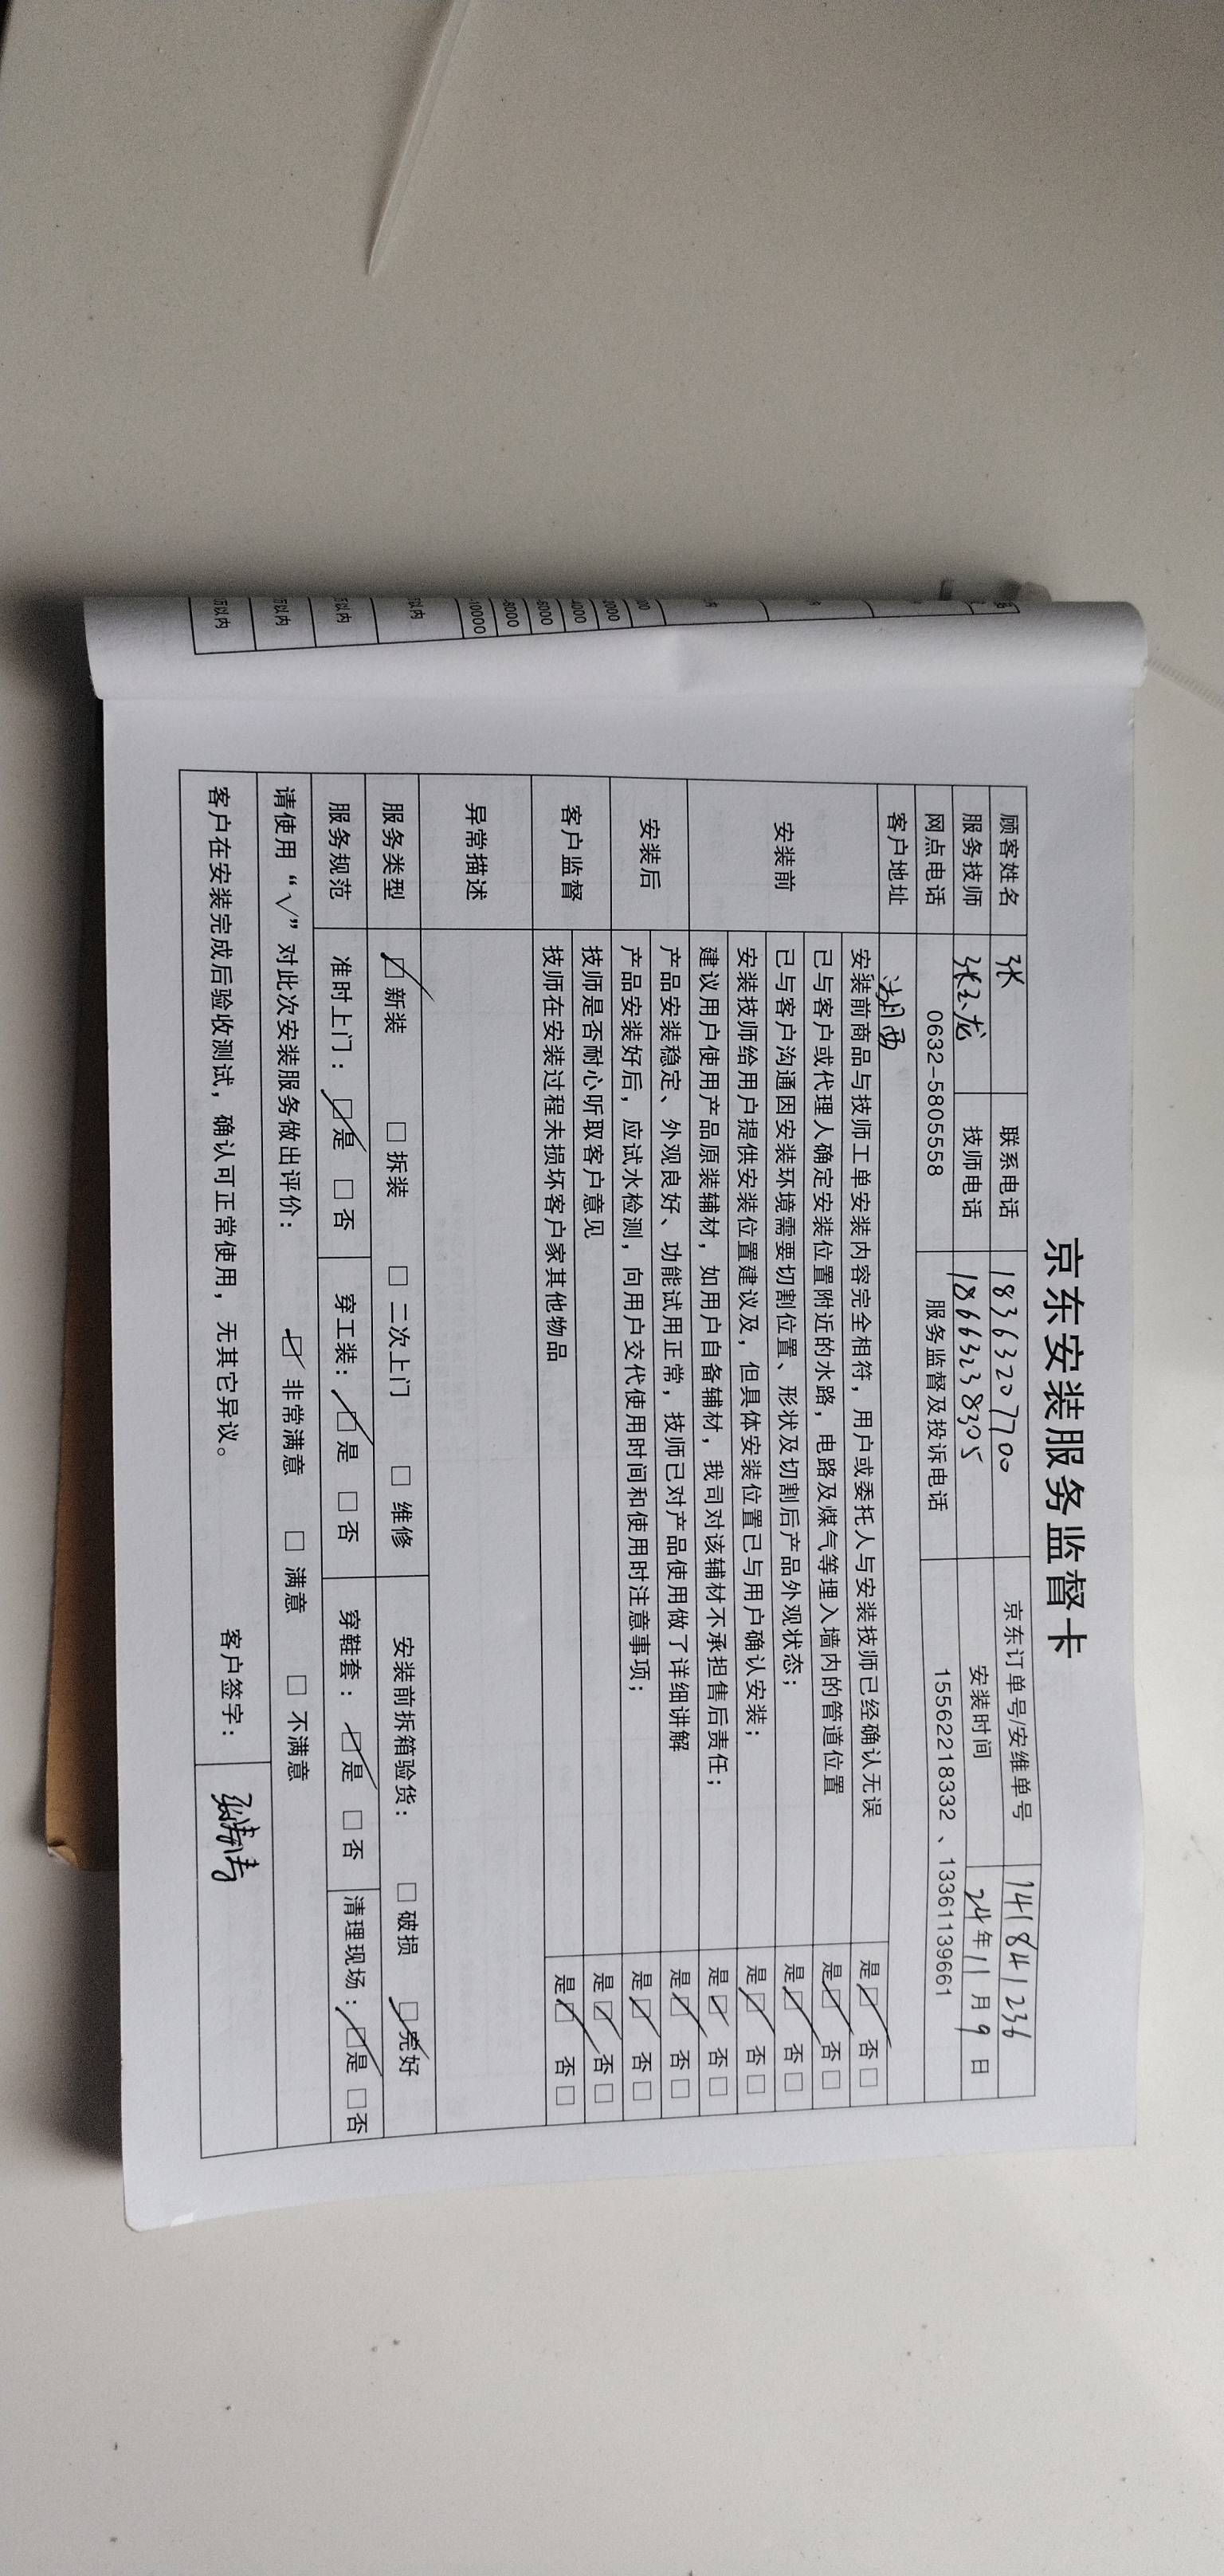 京东安装服务监督卡
顾客姓名 张 联系电话 18363207700 京东订单号/安维单号 141841236
服务技师 张玉龙 技师电话 18663238305 安装时间 24年11月9日
网点电话 0632-5805558 服务监督及投诉电话 15562218332 、13361139661
客户地址 湖西
安装前 安装前商品与技师工单安装内容完全相符，用户或委托人与安装技师已经确认无误 是☑ 否□
已与客户或代理人确定安装位置附近的水路，电路及煤气等埋入墙内的管道位置 是☑ 否□
已与客户沟通因安装环境需要切割位置、形状及切割后产品外观状态； 是☑ 否□
安装技师给用户提供安装位置建议及，但具体安装位置已与用户确认安装； 是☑ 否□
建议用户使用产品原装辅材，如用户自备辅材，我司对该辅材不承担售后责任； 是☑ 否□
安装后 产品安装稳定、外观良好、功能试用正常，技师已对产品使用做了详细讲解 是☑ 否□
产品安装好后，应试水检测，向用户交代使用时间和使用时注意事项； 是☑ 否□
客户监督 技师是否耐心听取客户意见 是☑ 否□
技师在安装过程未损坏客户家其他物品 是☑ 否□
异常描述
服务类型 ☑新装 □拆装 □二次上门 □维修 安装前拆箱验货： □破损 ☑完好
服务规范 准时上门：☑是 □否 穿工装：☑是 □否 穿鞋套：☑是 □否 清理现场：☑是 □否
请使用“√”对此次安装服务做出评价： ☑ 非常满意 □ 满意 □ 不满意
客户在安装完成后验收测试，确认可正常使用，无其它异议。 客户签字：
2000
4000
6000
8000
10000
以内
以内
以内
以内